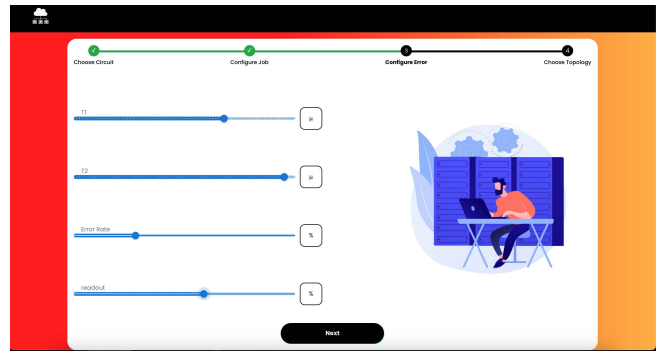 3
4
Choose Circuit
Configure Job
Configure Error
Choose Topology
T1
μ
T2
μ
Error Rate
%
readout
%
Next